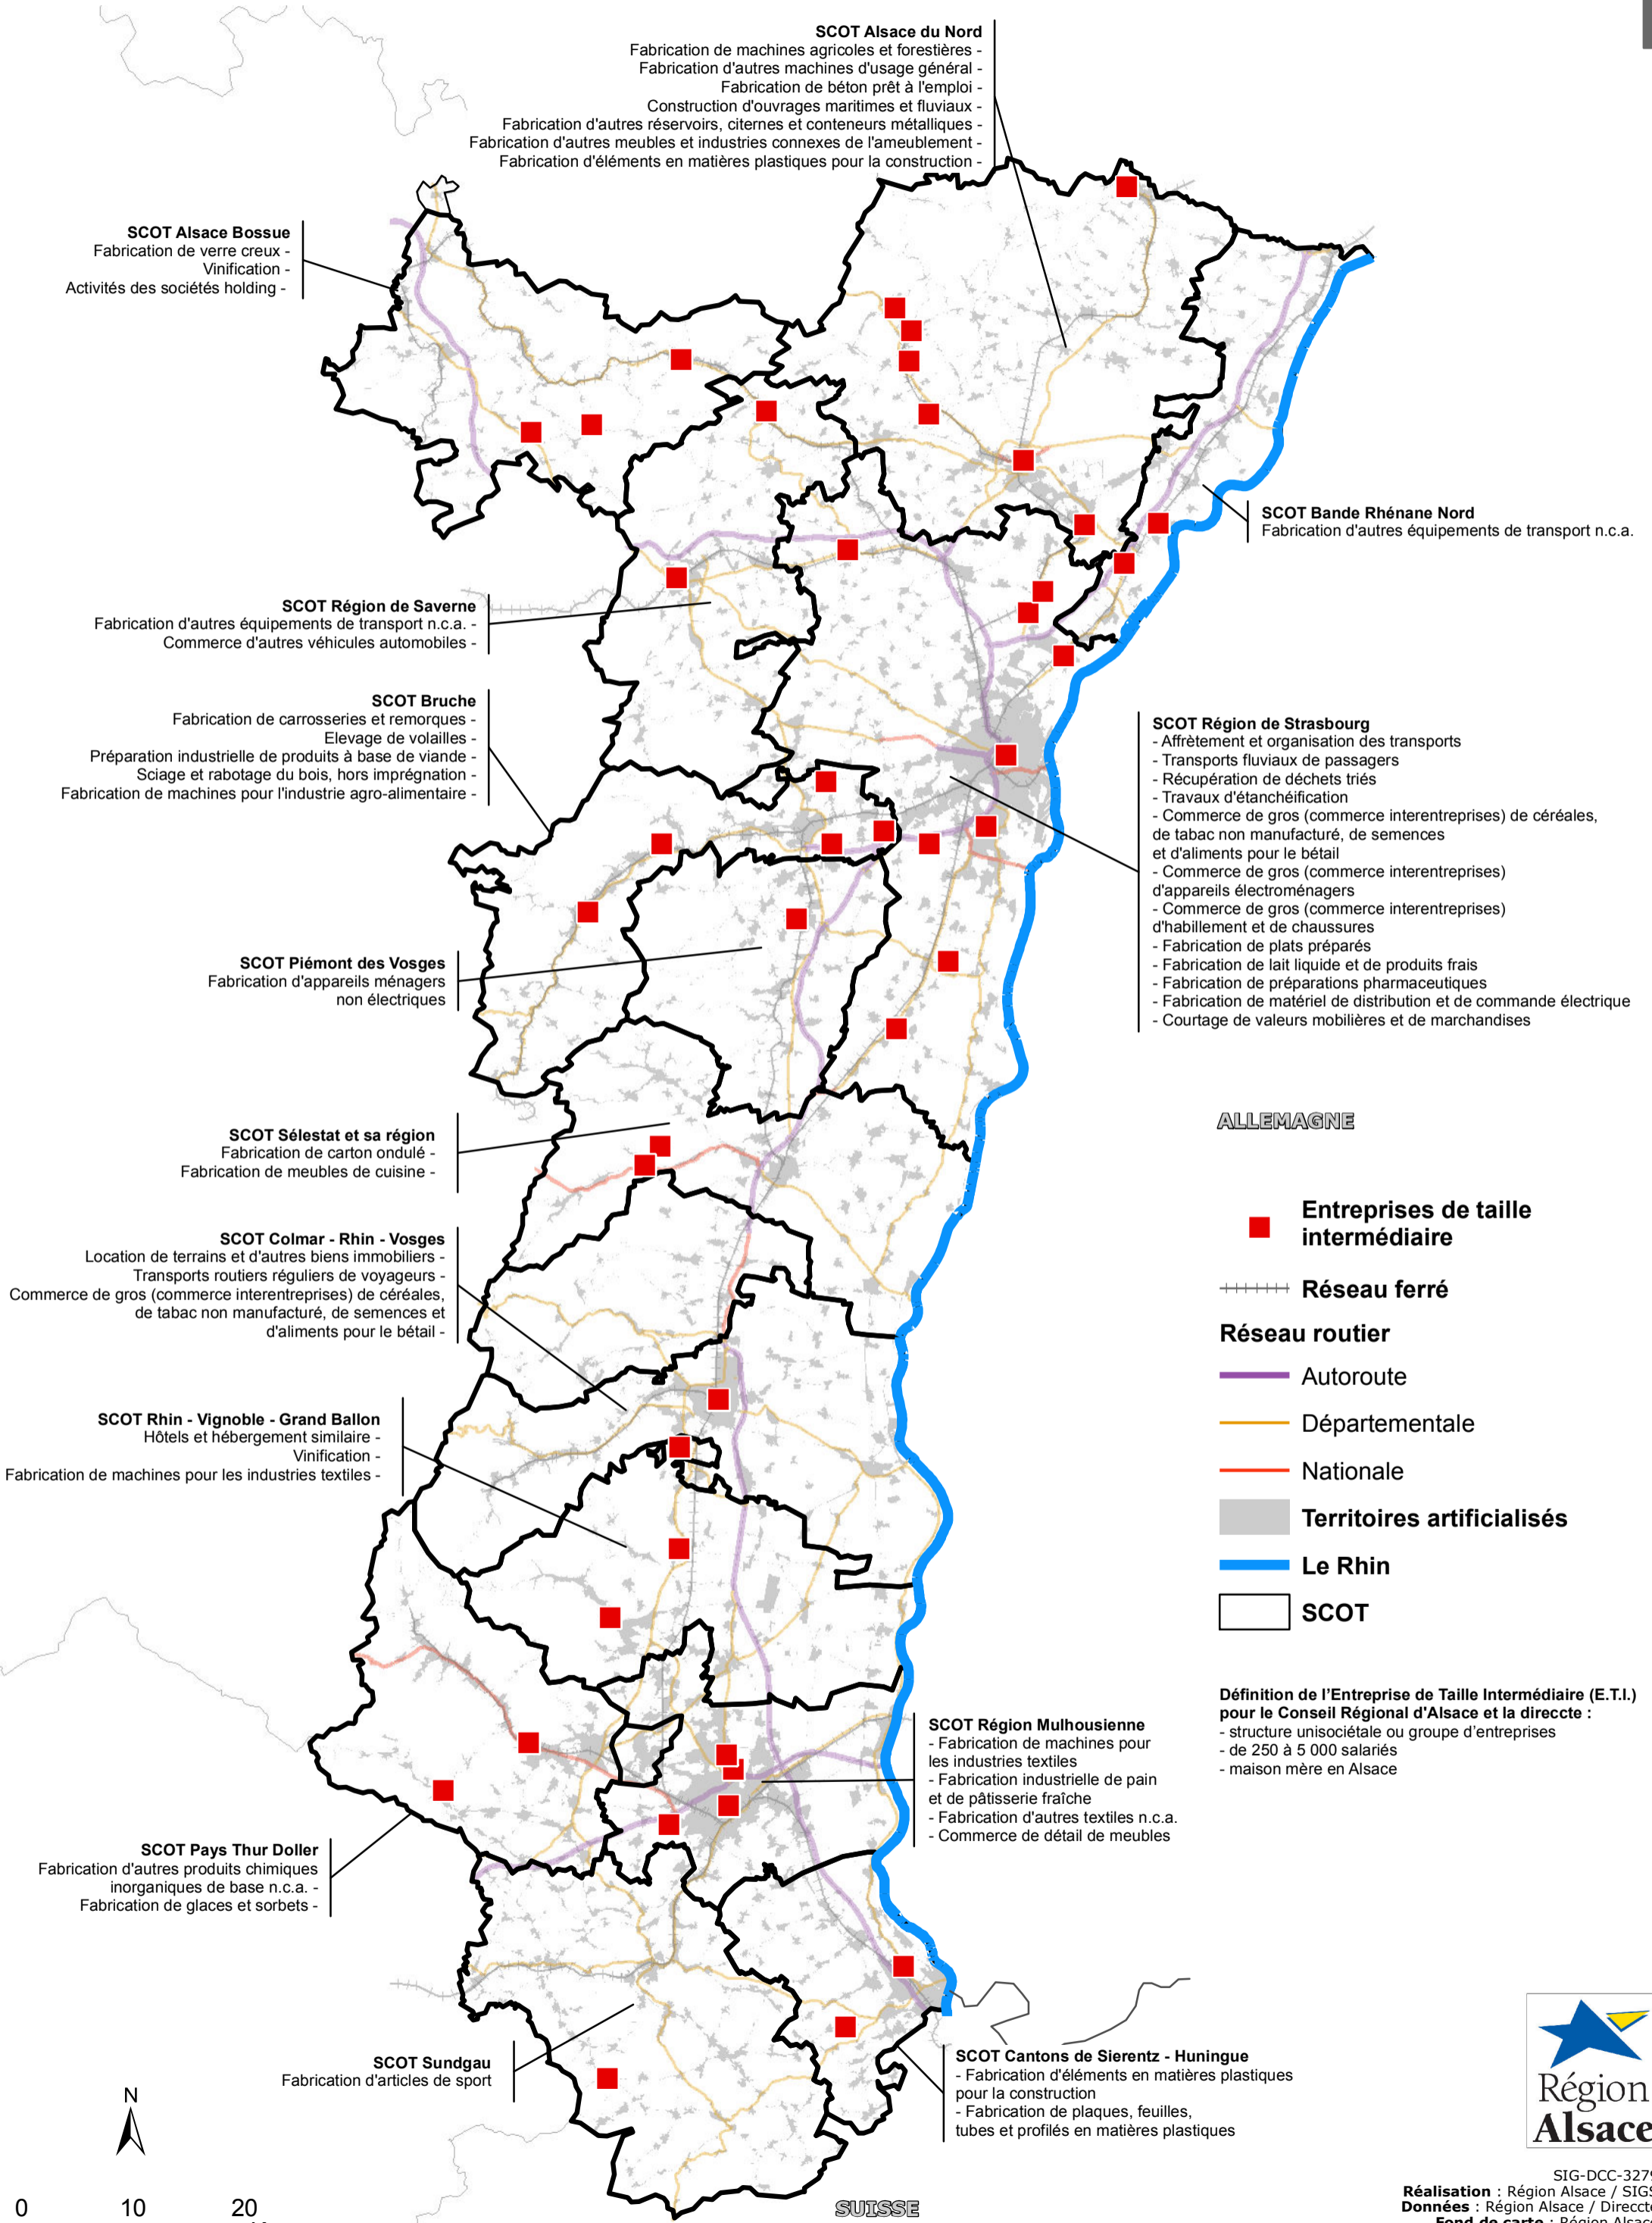 SCOT Alsace du Nord
Fabrication de machines agricoles et forestières -
Fabrication d'autres machines d'usage général -
Fabrication de béton prêt à l'emploi -
Construction d'ouvrages maritimes et fluviaux -
Fabrication d'autres réservoirs, citernes et conteneurs métalliques -
Fabrication d'autres meubles et industries connexes de l'ameublement -
Fabrication d'éléments en matières plastiques pour la construction -
SCOT Alsace Bossue
Fabrication de verre creux -
Vinification -
Activités des sociétés holding -
SCOT Bande Rhénane Nord
Fabrication d'autres équipements de transport n.c.a.
SCOT Région de Saverne
Fabrication d'autres équipements de transport n.c.a. -
Commerce d'autres véhicules automobiles -
SCOT Bruche
Fabrication de carrosseries et remorques -
Elevage de volailles -
Préparation industrielle de produits à base de viande -
Sciage et rabotage du bois, hors imprégnation -
Fabrication de machines pour l'industrie agro-alimentaire -
SCOT Région de Strasbourg
- Affrètement et organisation des transports
- Transports fluviaux de passagers
- Récupération de déchets triés
- Travaux d'étanchéification
- Commerce de gros (commerce interentreprises) de céréales,
de tabac non manufacturé, de semences
et d'aliments pour le bétail
- Commerce de gros (commerce interentreprises)
d'appareils électroménagers
- Commerce de gros (commerce interentreprises)
d'habillement et de chaussures
- Fabrication de plats préparés
- Fabrication de lait liquide et de produits frais
- Fabrication de préparations pharmaceutiques
- Fabrication de matériel de distribution et de commande électrique
- Courtage de valeurs mobilières et de marchandises
SCOT Piémont des Vosges
Fabrication d'appareils ménagers
non électriques
SCOT Sélestat et sa région
Fabrication de carton ondulé -
Fabrication de meubles de cuisine -
ALLEMAGNE
SCOT Colmar - Rhin - Vosges
Location de terrains et d'autres biens immobiliers -
Transports routiers réguliers de voyageurs -
Commerce de gros (commerce interentreprises) de céréales,
de tabac non manufacturé, de semences et
d'aliments pour le bétail -
Entreprises de taille
intermédiaire
Réseau ferré
Réseau routier
Autoroute
Départementale
Nationale
Territoires artificialisés
Le Rhin
SCOT
SCOT Rhin - Vignoble - Grand Ballon
Hôtels et hébergement similaire -
Vinification -
Fabrication de machines pour les industries textiles -
Définition de l'Entreprise de Taille Intermédiaire (E.T.I.)
pour le Conseil Régional d'Alsace et la direccte :
- structure unisociétale ou groupe d'entreprises
- de 250 à 5 000 salariés
- maison mère en Alsace
SCOT Région Mulhousienne
- Fabrication de machines pour
les industries textiles
- Fabrication industrielle de pain
et de pâtisserie fraîche
- Fabrication d'autres textiles n.c.a.
- Commerce de détail de meubles
SCOT Pays Thur Doller
Fabrication d'autres produits chimiques
inorganiques de base n.c.a. -
Fabrication de glaces et sorbets -
SCOT Sundgau
Fabrication d'articles de sport
SCOT Cantons de Sierentz - Huningue
- Fabrication d'éléments en matières plastiques
pour la construction
- Fabrication de plaques, feuilles,
tubes et profilés en matières plastiques
N
0 10 20
SUISSE
Région
Alsace
SIG-DCC-3279
Réalisation : Région Alsace / SIGS
Données : Région Alsace / Direccte
Fond de carte : Région Alsace